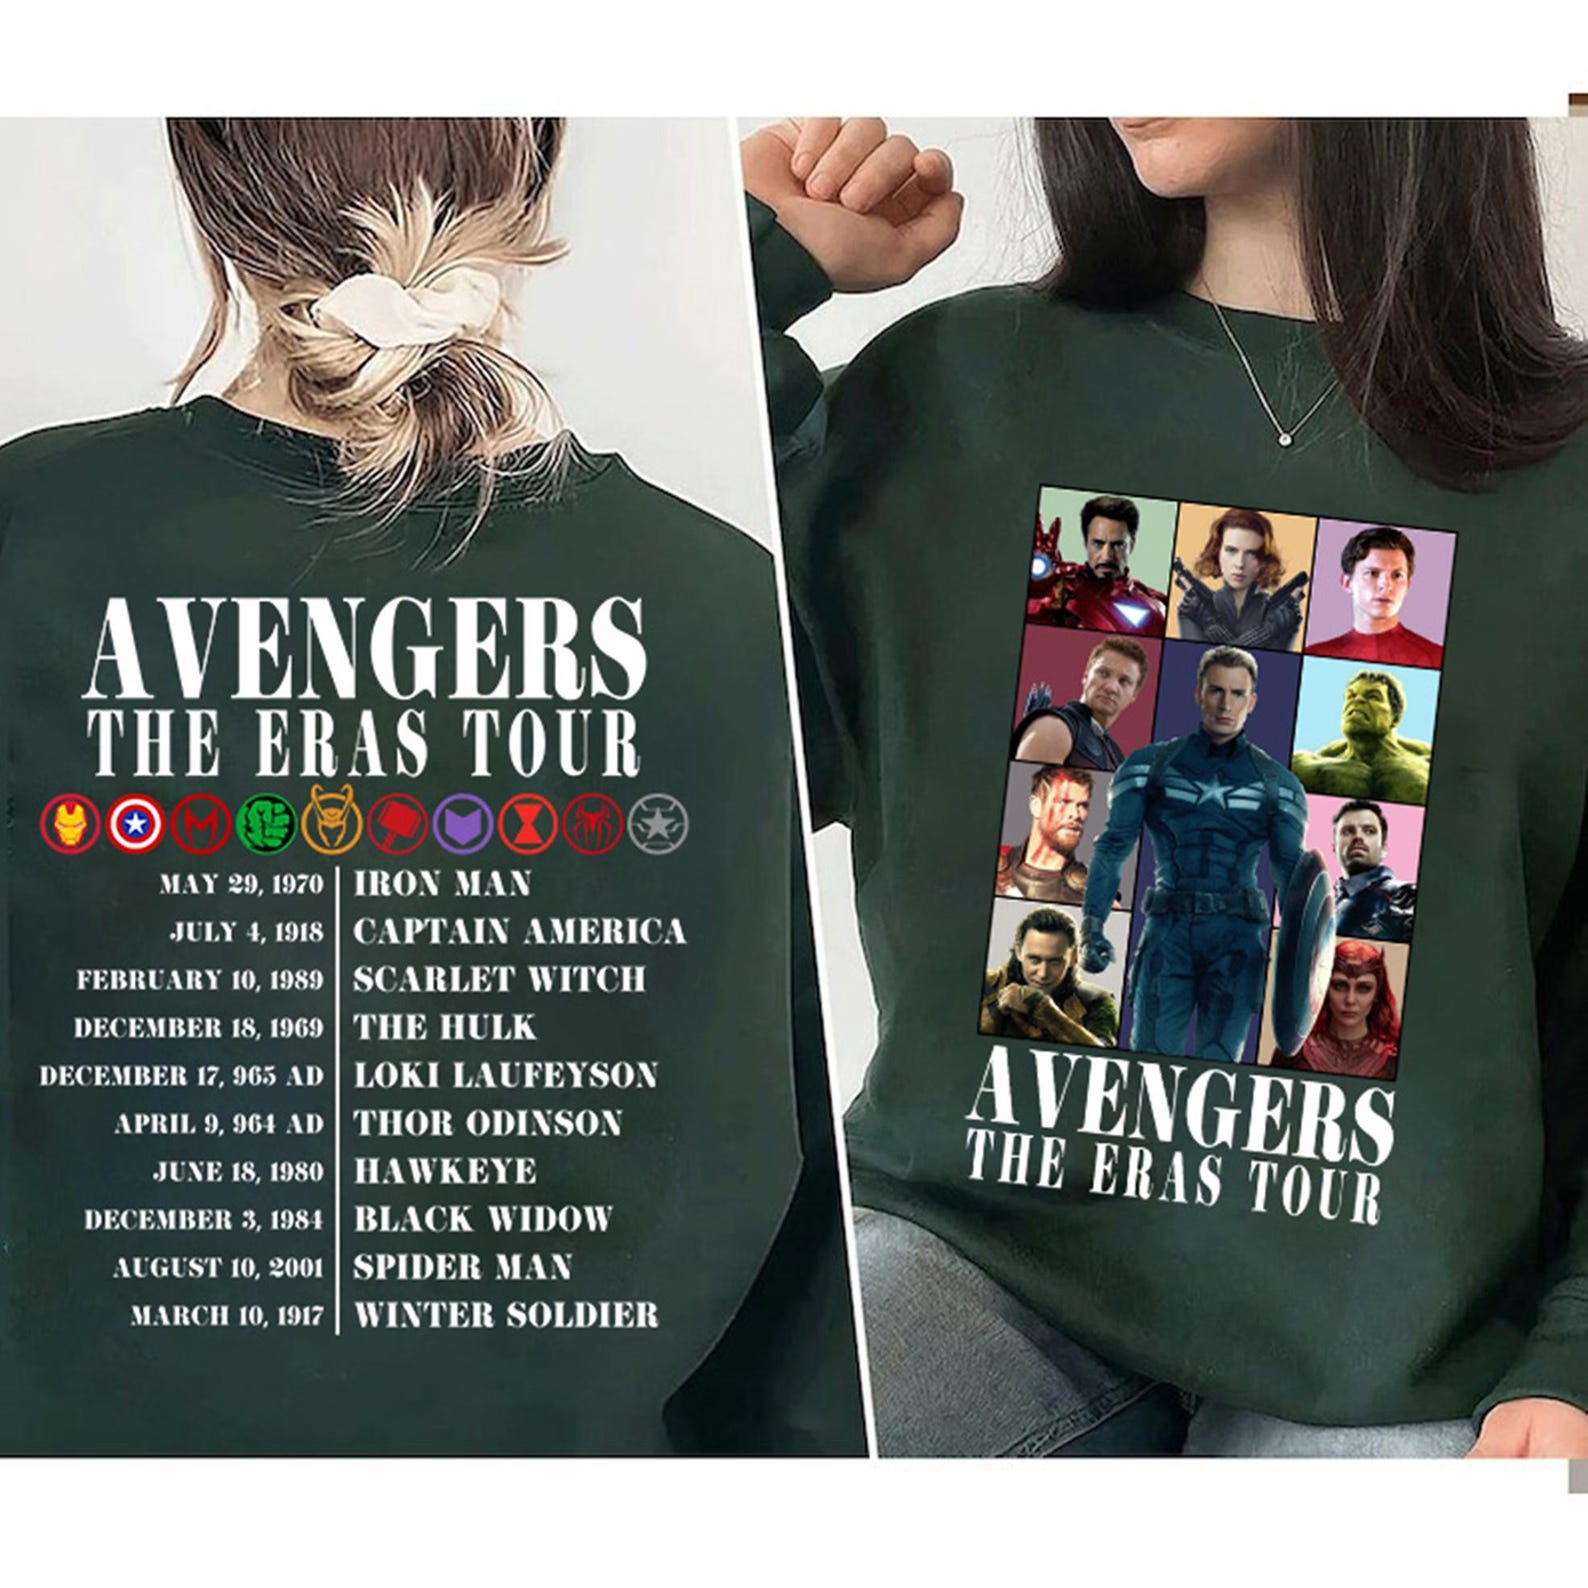 AVENGERS
THE ERAS TOUR
MAY 29, 1970 IRON MAN
JULY 4, 1918 CAPTAIN AMERICA
FEBRUARY 10, 1989 SCARLET WITCH
DECEMBER 18, 1969 THE HULK
DECEMBER 17, 965 AD LOKI LAUFEYSON
APRIL 9, 964 AD THOR ODINSON
JUNE 18, 1980 HAWKEYE
DECEMBER 3, 1984 BLACK WIDOW
AUGUST 10, 2001 SPIDER MAN
MARCH 10, 1917 WINTER SOLDIER
AVENGERS
THE ERAS TOUR